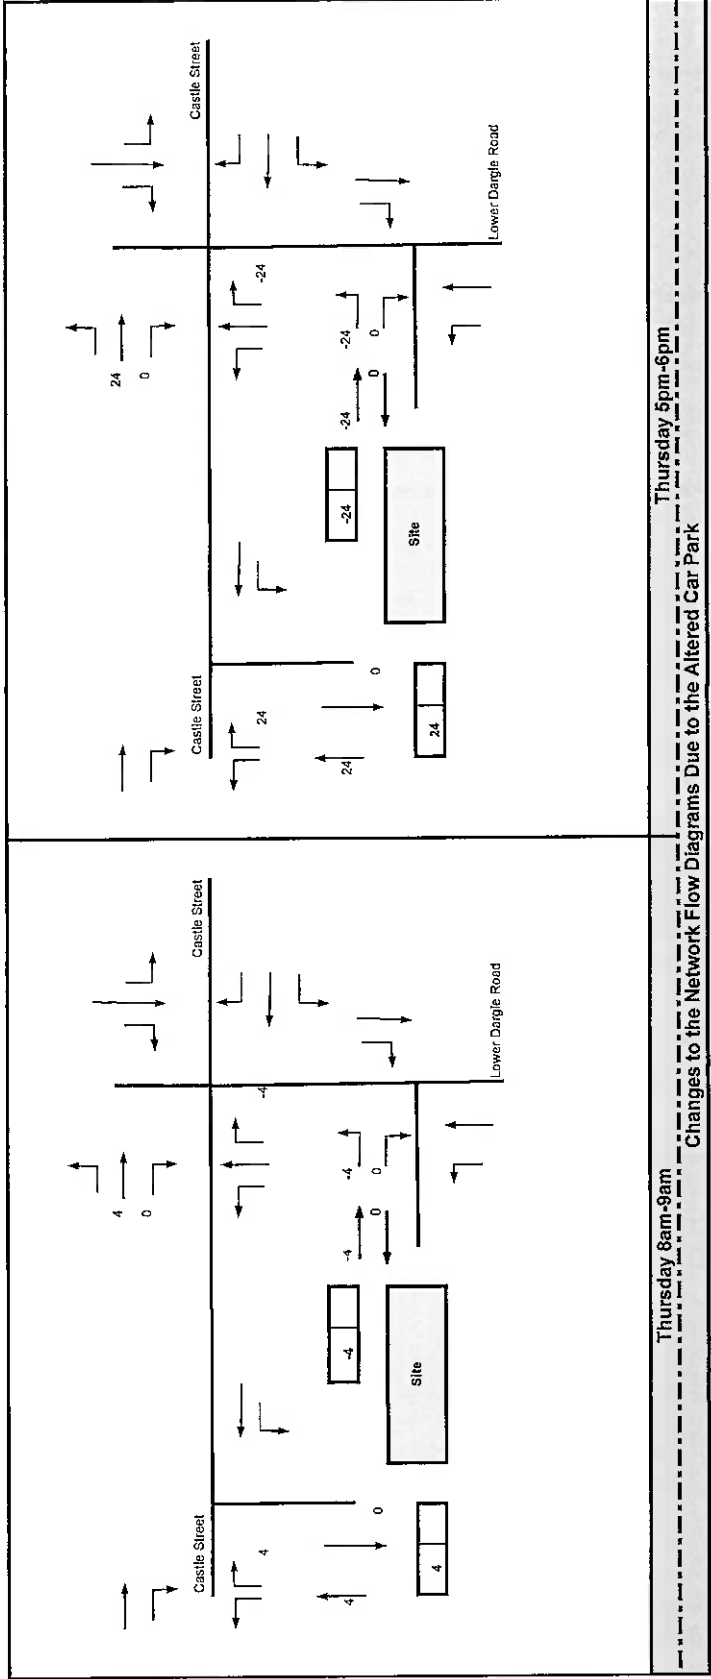 4
0
Castle Street
Castle Street
4
-4
4
0
-4
-4
-4
0
0
4
Site
Lower Dargle Road
Thursday 8am-9am
24
0
Castle Street
Castle Street
24
-24
24
0
-24
-24
-24
0
0
24
Site
Lower Dargle Road
Thursday 5pm-6pm
Changes to the Network Flow Diagrams Due to the Altered Car Park